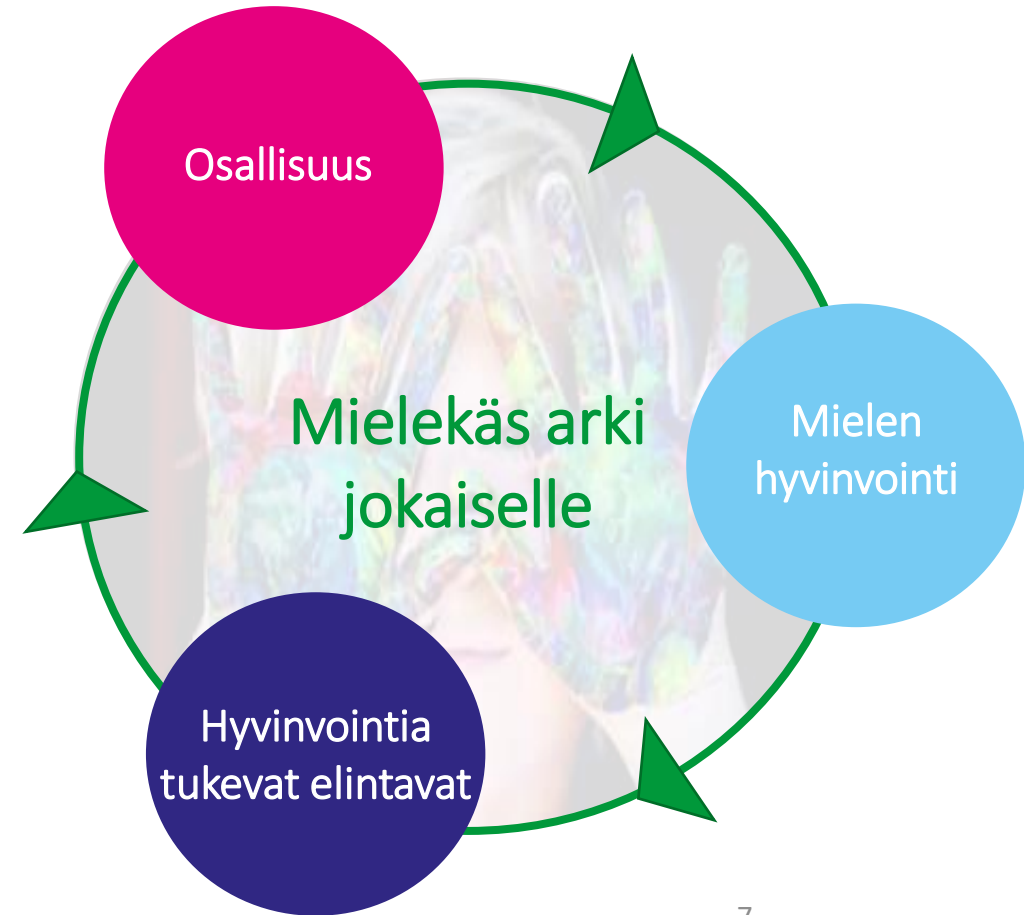 Osallisuus
Mielekäs arki
jokaiselle
Mielen
hyvinvointi
Hyvinvointia
tukevat elintavat
7